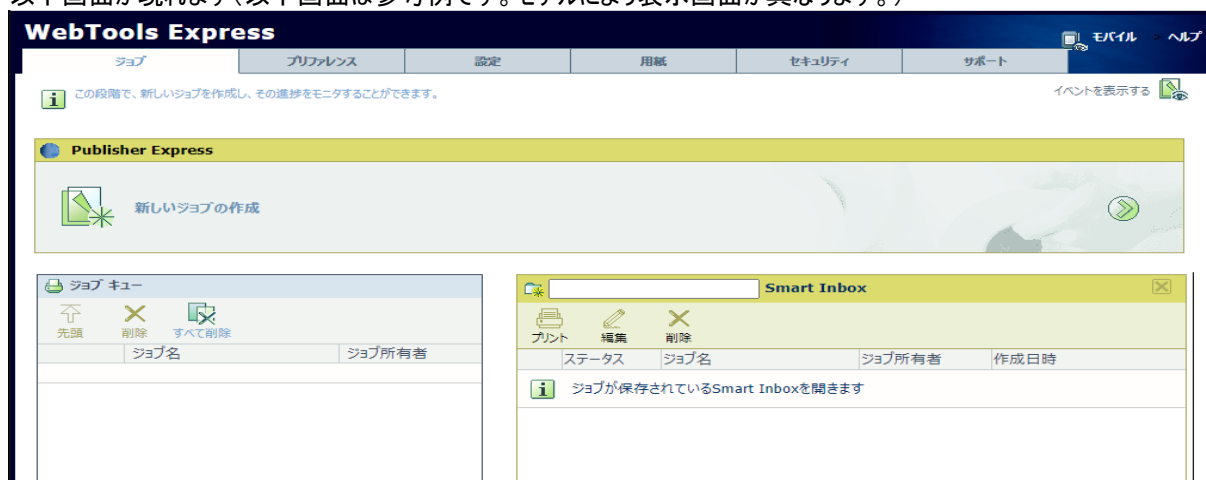 以下画面が現れます（以下画面は参考例です。モデルにより表示画面が異なります。）
WebTools Express
モバイル ヘルプ
ジョブ プリファレンス 設定 用紙 セキュリティ サポート
この段階で、新しいジョブを作成し、その進捗をモニタすることができます。
イベントを表示する
Publisher Express
新しいジョブの作成
ジョブ キュー
先頭 削除 すべて削除
ジョブ名 ジョブ所有者
Smart Inbox
プリント 編集 削除
ステータス ジョブ名 ジョブ所有者 作成日時
ジョブが保存されているSmart Inboxを開きます